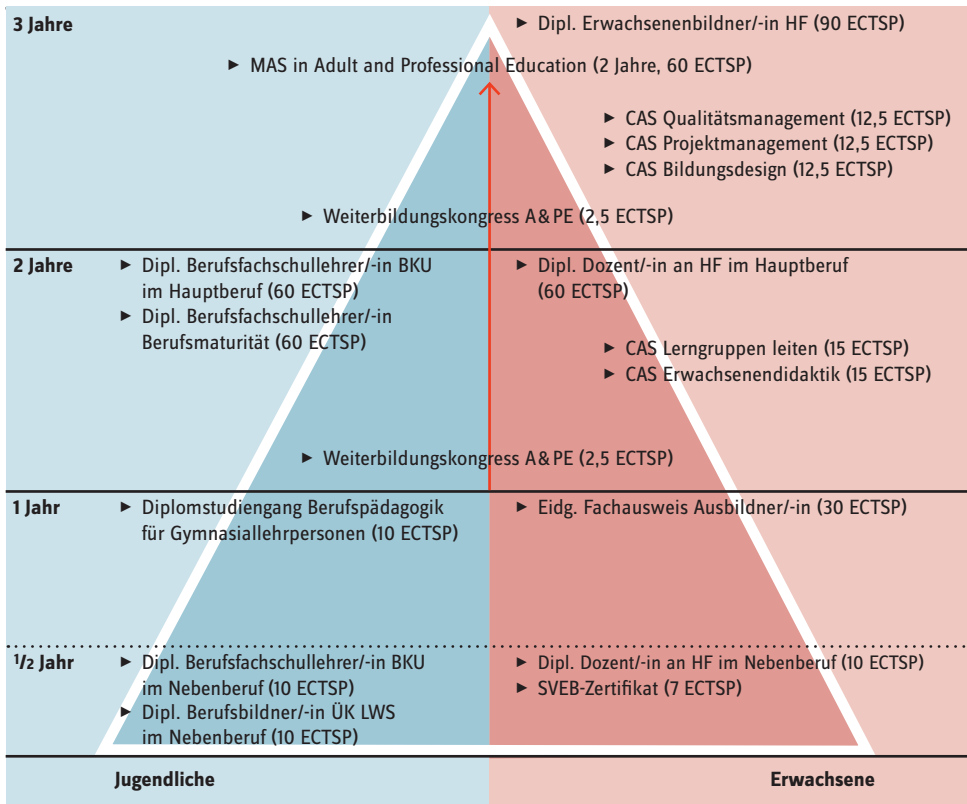 3 Jahre
► Dipl. Erwachsenenbildner/-in HF (90 ECTSP)
► MAS in Adult and Professional Education (2 Jahre, 60 ECTSP)
► CAS Qualitätsmanagement (12,5 ECTSP)
► CAS Projektmanagement (12,5 ECTSP)
► CAS Bildungsdesign (12,5 ECTSP)
► Weiterbildungskongress A&PE (2,5 ECTSP)
2 Jahre
► Dipl. Berufsfachschullehrer/-in BKU
im Hauptberuf (60 ECTSP)
► Dipl. Berufsfachschullehrer/-in
Berufsmaturität (60 ECTSP)
► Dipl. Dozent/-in an HF im Hauptberuf
(60 ECTSP)
► CAS Lerngruppen leiten (15 ECTSP)
► CAS Erwachsenendidaktik (15 ECTSP)
► Weiterbildungskongress A&PE (2,5 ECTSP)
1 Jahr
► Diplomstudiengang Berufspädagogik
für Gymnasiallehrpersonen (10 ECTSP)
► Eidg. Fachausweis Ausbildner/-in (30 ECTSP)
1/2 Jahr
► Dipl. Berufsfachschullehrer/-in BKU
im Nebenberuf (10 ECTSP)
► Dipl. Berufsbildner/-in ÜK LWS
im Nebenberuf (10 ECTSP)
► Dipl. Dozent/-in an HF im Nebenberuf (10 ECTSP)
► SVEB-Zertifikat (7 ECTSP)
Jugendliche
Erwachsene